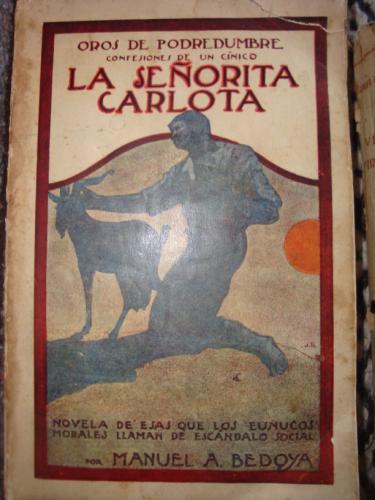 OROS DE PODREDUMBRE
CONFESIONES DE UN CÍNICO
LA SEÑORITA
CARLOTA
NOVELA DE ESAS QUE LOS EUNUCOS
MORALES LLAMAN DE ESCÁNDALO SOCIAL
POR MANUEL A. BEDOYA